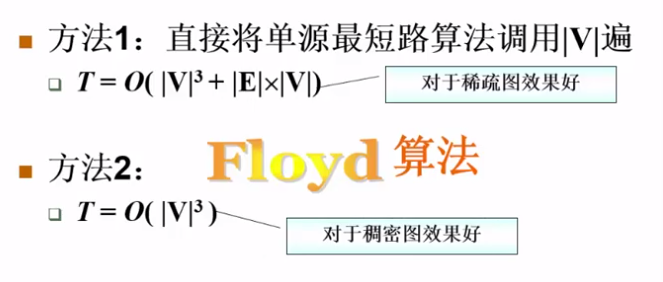 方法1：直接将单源最短路算法调用|V|遍
T = O( |V|³ + |E|×|V|)
对于稀疏图效果好
方法2：
Floyd 算法
T = O( |V|³ )
对于稠密图效果好